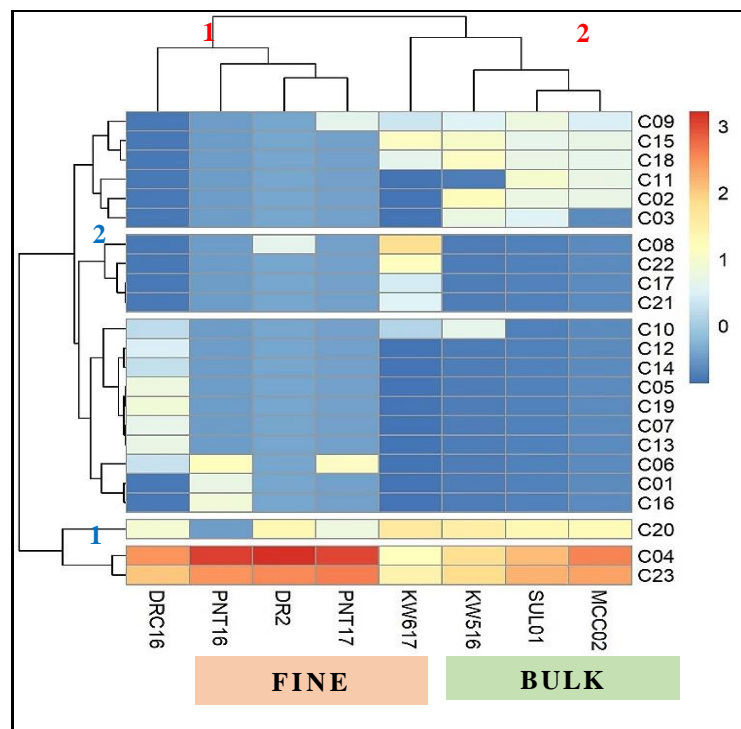 1
2
C09
3
C15
C18
2
C11
C02
1
C03
2
C08
0
C22
C17
C21
C10
C12
C14
C05
C19
C07
C13
C06
C01
C16
1
C20
C04
C23
DRC16
PNT16
DR2
PNT17
KW617
KW516
SUL01
MCC02
FINE
BULK